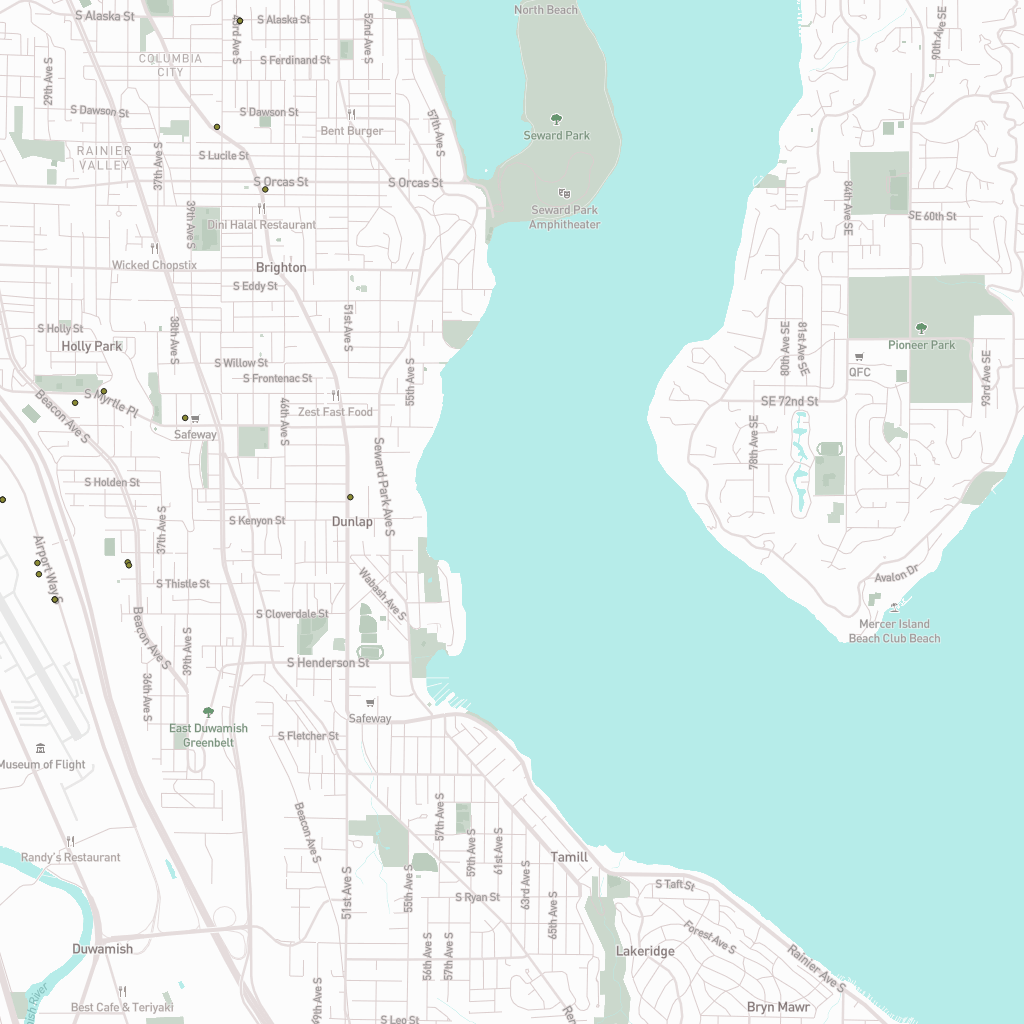 North Beach
S Alaska St
S Alaska St
43rd Ave S
52nd Ave S
90th Ave SE
COLUMBIA
CITY
S Ferdinand St
29th Ave S
S Dawson St
S Dawson St
57th Ave S
Bent Burger
Seward Park
RAINIER
VALLEY
37th Ave S
S Lucile St
S Orcas St
S Orcas St
84th Ave SE
SE 60th St
Seward Park
Amphitheater
39th Ave S
Dini Halal Restaurant
Wicked Chopstix
Brighton
S Eddy St
S Holly St
Holly Park
38th Ave S
51st Ave S
80th Ave SE
81st Ave SE
Pioneer Park
S Willow St
S Frontenac St
55th Ave S
QFC
93rd Ave SE
S Myrtle Pl
Beacon Ave S
46th Ave S
Zest Fast Food
SE 72nd St
Safeway
78th Ave SE
Seward Park Ave S
S Holden St
37th Ave S
S Kenyon St
Dunlap
Airport Way S
S Thistle St
Wabash Ave S
Avalon Dr
S Cloverdale St
Mercer Island
Beach Club Beach
Beacon Ave S
39th Ave S
S Henderson St
36th Ave S
East Duwamish
Greenbelt
Safeway
S Fletcher St
Museum of Flight
Beacon Ave S
57th Ave S
59th Ave S
61st Ave S
Randy's Restaurant
Tamill
51st Ave S
55th Ave S
63rd Ave S
S Taft St
S Ryan St
65th Ave S
Duwamish
56th Ave S
57th Ave S
Forest Ave S
Lakeridge
Rainier Ave S
Best Cafe & Teriyaki
49th Ave S
S Leo St
Bryn Mawr